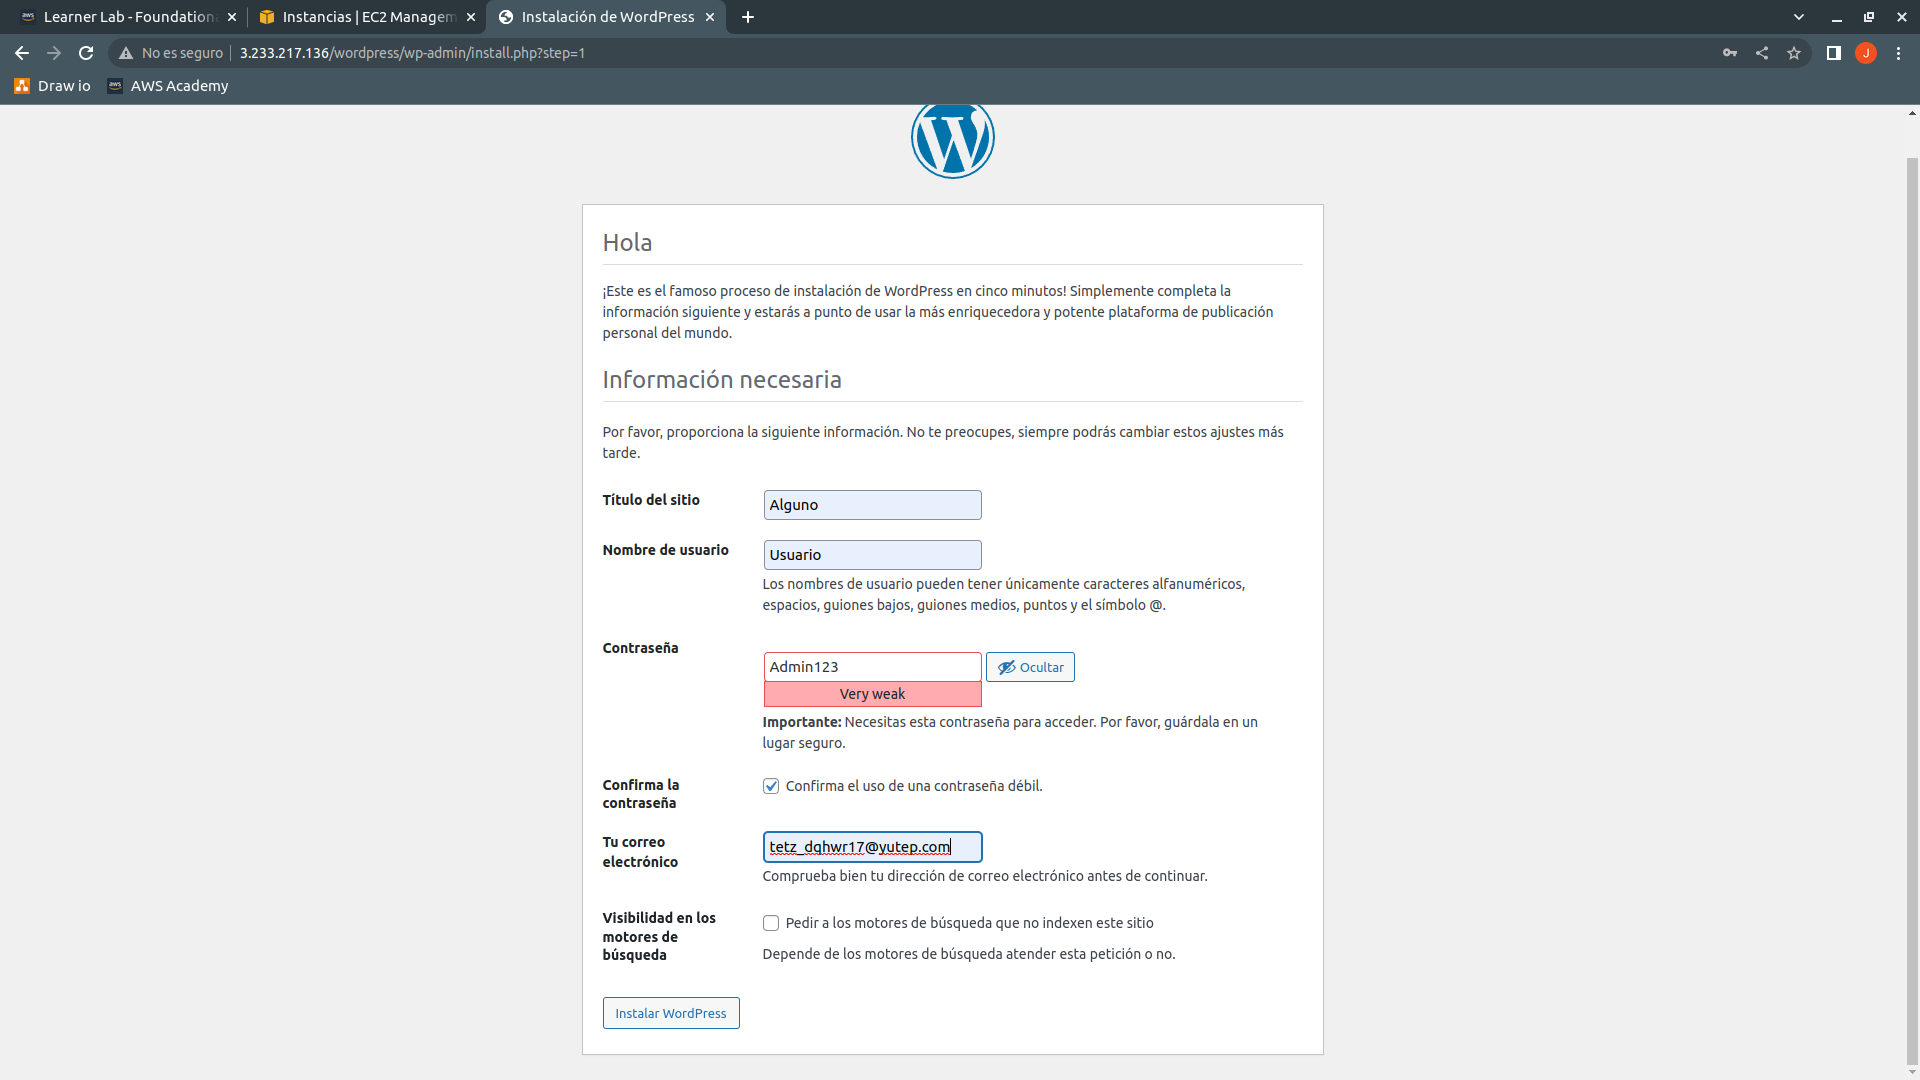 Learner Lab - Foundationa
Instancias | EC2 Managem
Instalación de WordPress
No es seguro
3.233.217.136/wordpress/wp-admin/install.php?step=1
J
Draw io
aws
AWS Academy
W
Hola
¡Este es el famoso proceso de instalación de WordPress en cinco minutos! Simplemente completa la
información siguiente y estarás a punto de usar la más enriquecedora y potente plataforma de publicación
personal del mundo.
Información necesaria
Por favor, proporciona la siguiente información. No te preocupes, siempre podrás cambiar estos ajustes más
tarde.
Título del sitio
Alguno
Nombre de usuario
Usuario
Los nombres de usuario pueden tener únicamente caracteres alfanuméricos,
espacios, guiones bajos, guiones medios, puntos y el símbolo @.
Contraseña
Admin123
Ocultar
Very weak
Importante: Necesitas esta contraseña para acceder. Por favor, guárdala en un
lugar seguro.
Confirma la
contraseña
Confirma el uso de una contraseña débil.
Tu correo
electrónico
tetz_dqhwr17@yutep.com
Comprueba bien tu dirección de correo electrónico antes de continuar.
Visibilidad en los
motores de
búsqueda
Pedir a los motores de búsqueda que no indexen este sitio
Depende de los motores de búsqueda atender esta petición o no.
Instalar WordPress